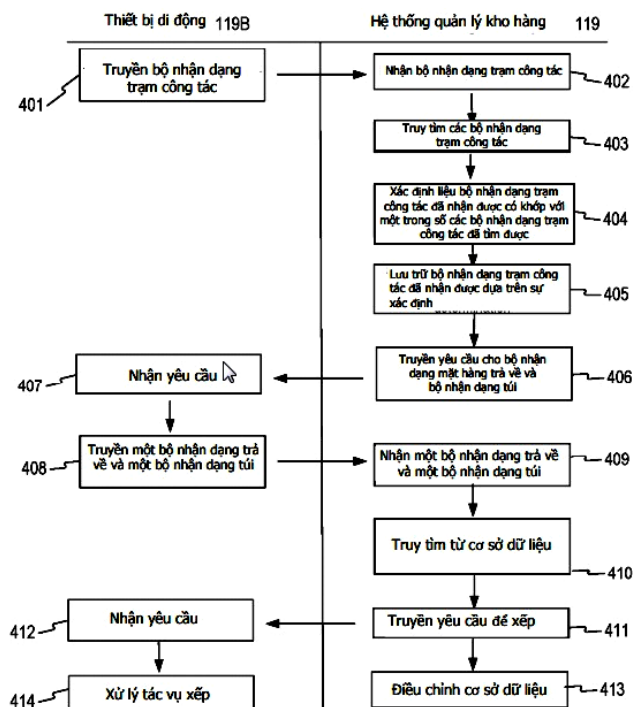 Thiết bị di động 119B
Hệ thống quản lý kho hàng 119
Truyền bộ nhận dạng
trạm công tác
401
Nhận bộ nhận dạng trạm công tác
402
Truy tìm các bộ nhận dạng
trạm công tác
403
Xác định liệu bộ nhận dạng trạm
công tác đã nhận được có khớp với
một trong số các bộ nhận dạng trạm
công tác đã tìm được
404
Lưu trữ bộ nhận dạng trạm công
tác đã nhận được dựa trên sự
xác định
405
Truyền yêu cầu cho bộ nhận
dạng mặt hàng trả về và
bộ nhận dạng túi
406
Nhận yêu cầu
407
Truyền một bộ nhận dạng trả
về và một bộ nhận dạng túi
408
Nhận một bộ nhận dạng trả về
và một bộ nhận dạng túi
409
Truy tìm từ cơ sở dữ liệu
410
Truyền yêu cầu để xếp
411
Nhận yêu cầu
412
Điều chỉnh cơ sở dữ liệu
413
Xử lý tác vụ xếp
414